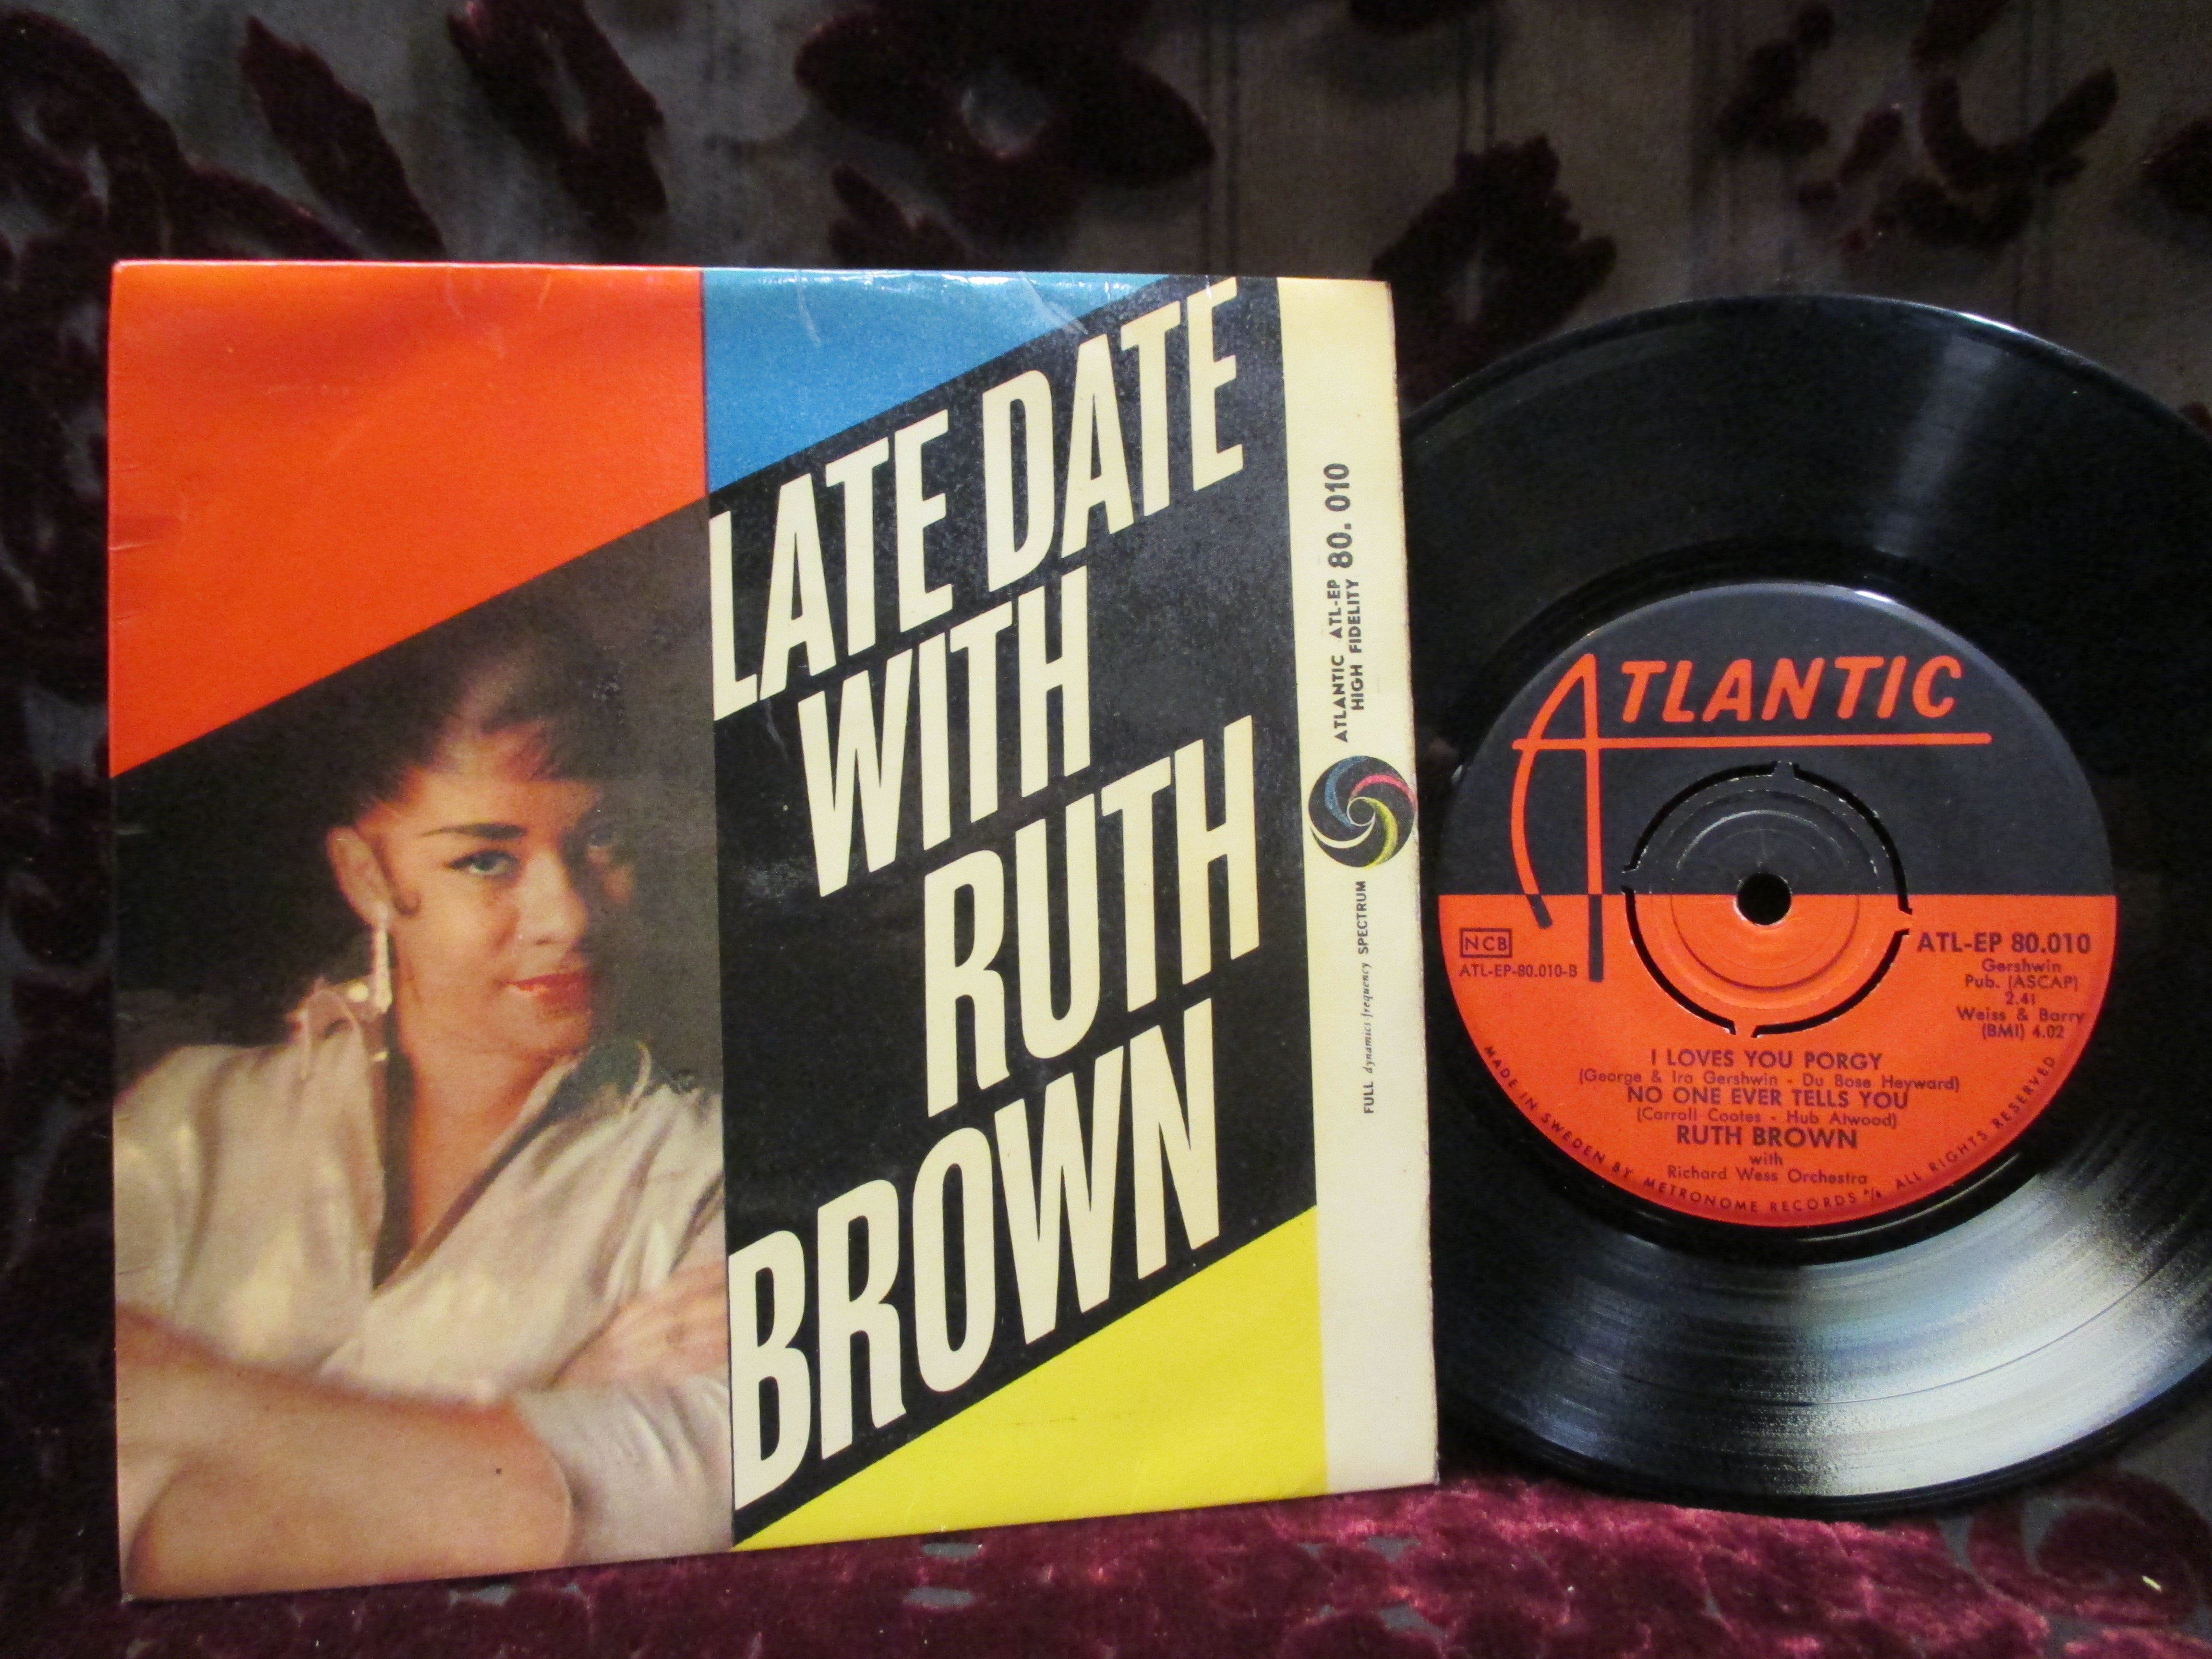 LATE DATE
WITH
RUTH
BROWN
ATLANTIC ATL-EP 80. 010
HIGH FIDELITY
FULL dynamics frequency SPECTRUM
ATLANTIC
NCB
ATL-EP-80.010-B
ATL-EP 80.010
Gershwin
Pub. (ASCAP)
2.41
Weiss & Barry
(BMI) 4.02
I LOVES YOU PORGY
(George & Ira Gershwin - Du Bose Heyward)
NO ONE EVER TELLS YOU
(Carroll Cootes - Hub Atwood)
RUTH BROWN
with
Richard Wess Orchestra
MADE IN SWEDEN BY METRONOME RECORDS A/B ALL RIGHTS RESERVED